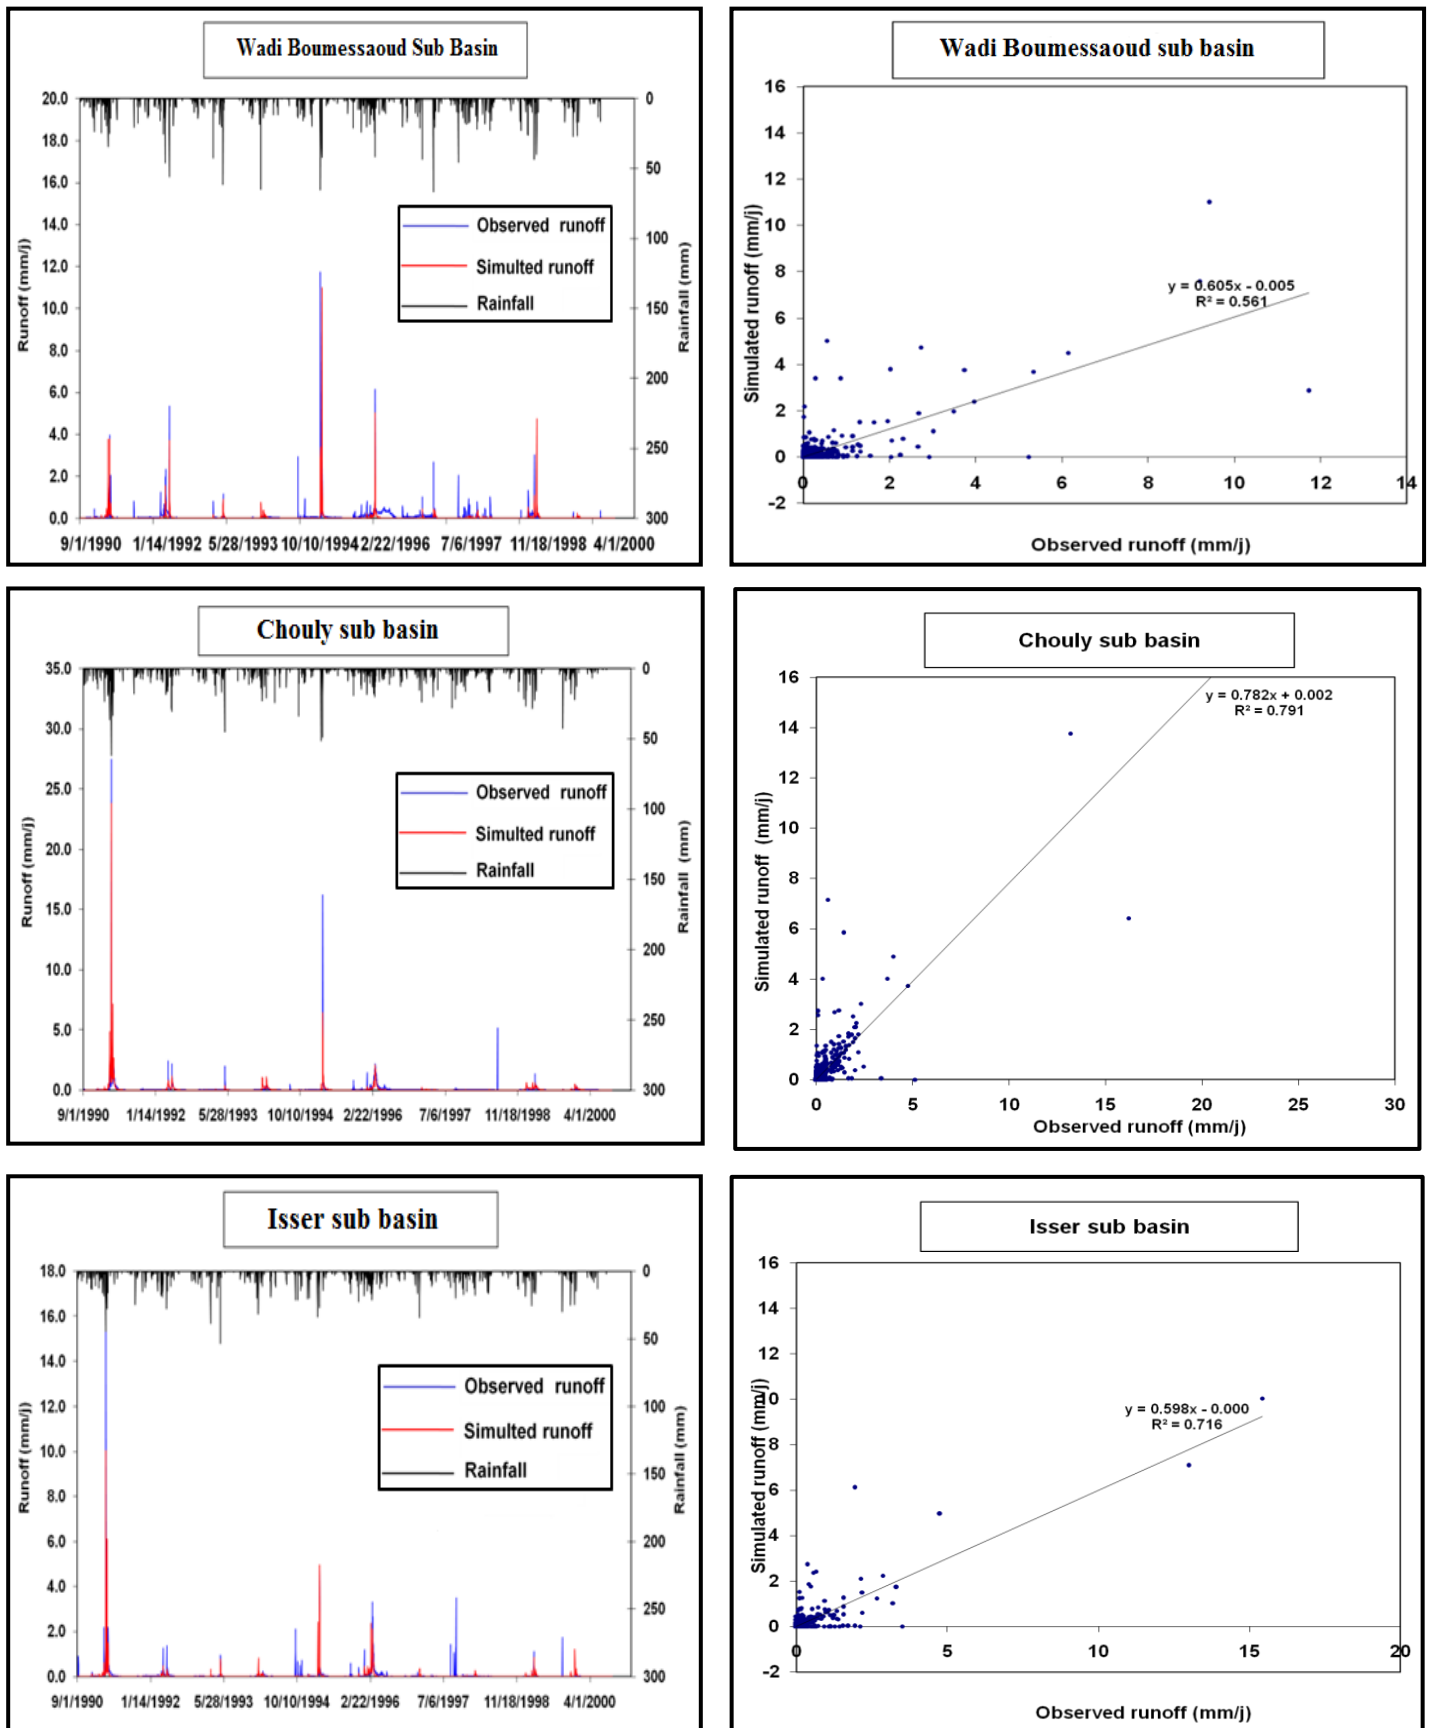 Wadi Boumessaoud Sub Basin
20.0
18.0
16.0
14.0
12.0
10.0
8.0
6.0
4.0
2.0
0.0
Runoff (mm/j)
0
50
100
150
200
250
300
Rainfall (mm)
Observed runoff
Simulted runoff
Rainfall
9/1/1990 1/14/1992 5/28/1993 10/10/1994 2/22/1996 7/6/1997 11/18/1998 4/1/2000
Wadi Boumessaoud sub basin
16
14
12
10
8
6
4
2
0
-2
Simulated runoff (mm/j)
y = 0.605x - 0.005
R² = 0.561
0 2 4 6 8 10 12 14
Observed runoff (mm/j)
Chouly sub basin
35.0
30.0
25.0
20.0
15.0
10.0
5.0
0.0
Runoff (mm/j)
0
50
100
150
200
250
300
Rainfall (mm)
Observed runoff
Simulted runoff
Rainfall
9/1/1990 1/14/1992 5/28/1993 10/10/1994 2/22/1996 7/6/1997 11/18/1998 4/1/2000
Chouly sub basin
16
14
12
10
8
6
4
2
0
Simulated runoff (mm/j)
y = 0.782x + 0.002
R² = 0.791
0 5 10 15 20 25 30
Observed runoff (mm/j)
Isser sub basin
18.0
16.0
14.0
12.0
10.0
8.0
6.0
4.0
2.0
0.0
Runoff (mm/j)
0
50
100
150
200
250
300
Rainfall (mm)
Observed runoff
Simulted runoff
Rainfall
9/1/1990 1/14/1992 5/28/1993 10/10/1994 2/22/1996 7/6/1997 11/18/1998 4/1/2000
Isser sub basin
16
14
12
10
8
6
4
2
0
-2
Simulated runoff (mm/j)
y = 0.598x - 0.000
R² = 0.716
0 5 10 15 20
Observed runoff (mm/j)